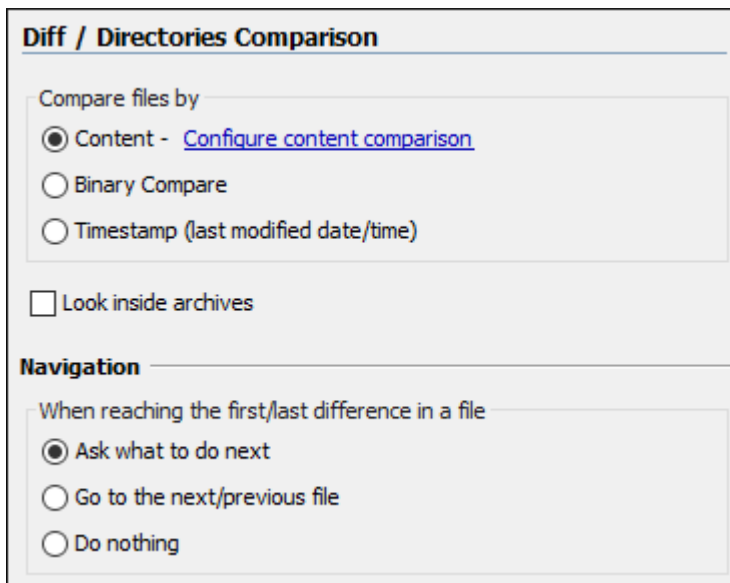 Diff / Directories Comparison
Compare files by
Content - Configure content comparison
Binary Compare
Timestamp (last modified date/time)
Look inside archives
Navigation
When reaching the first/last difference in a file
Ask what to do next
Go to the next/previous file
Do nothing